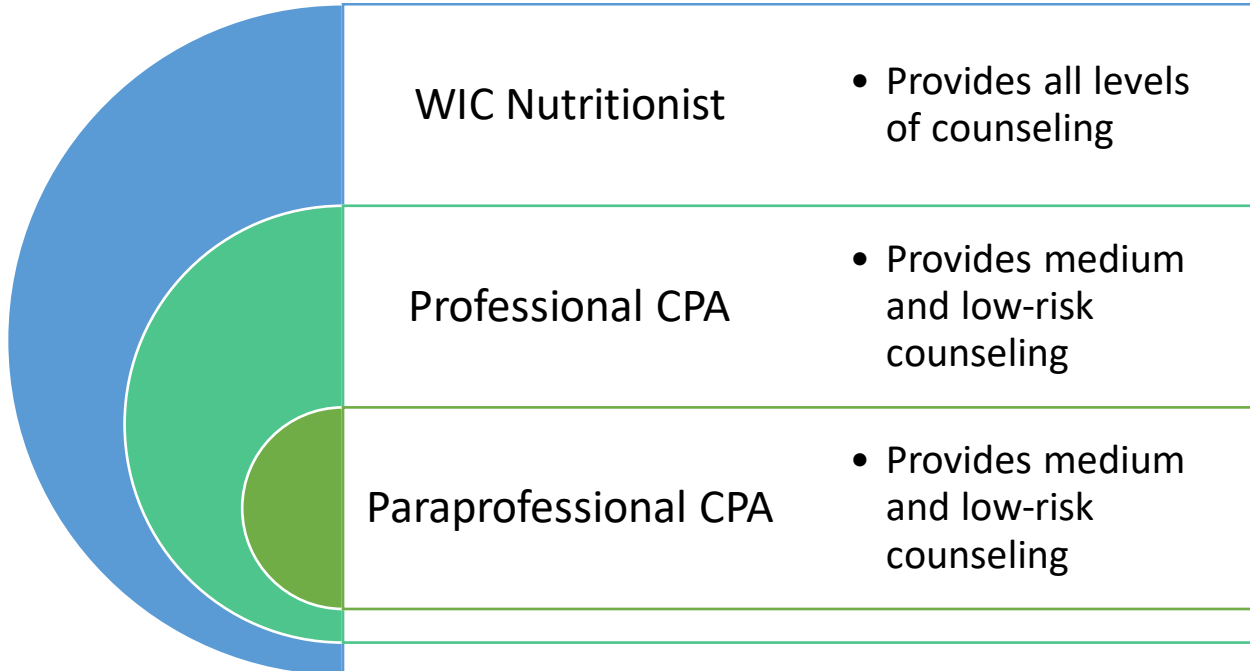 WIC Nutritionist
• Provides all levels
of counseling
Professional CPA
• Provides medium
and low-risk
counseling
Paraprofessional CPA
• Provides medium
and low-risk
counseling